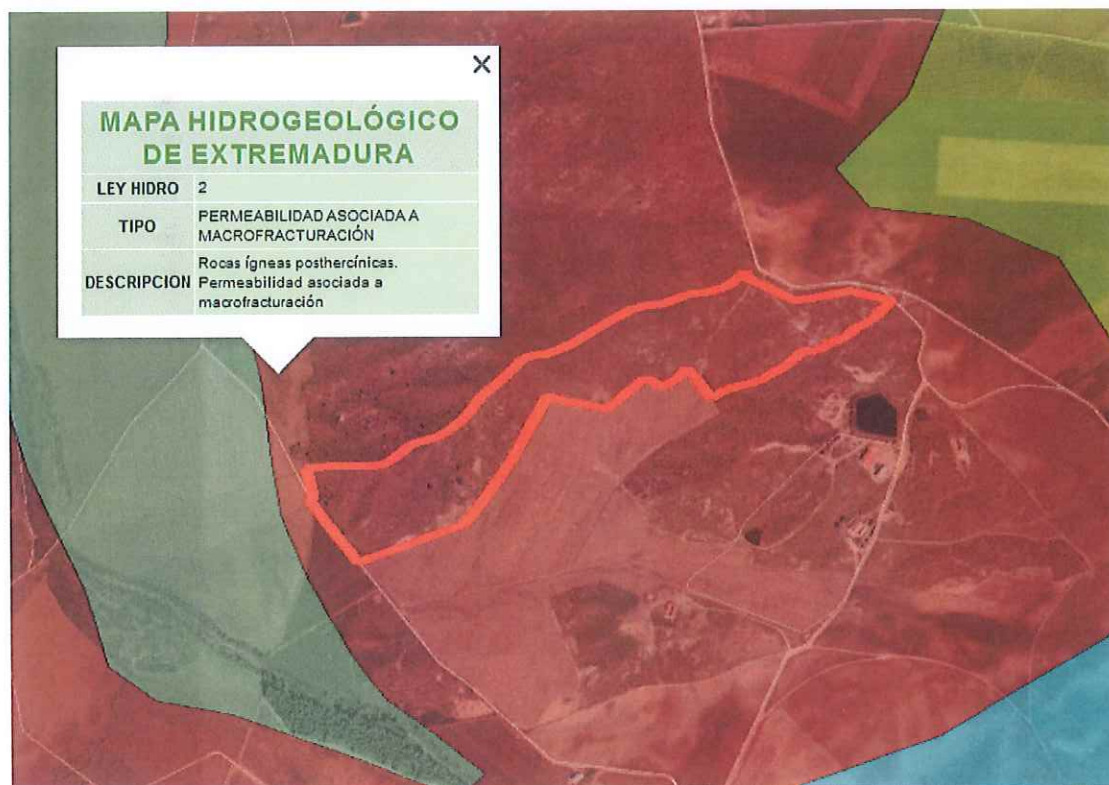 MAPA HIDROGEOLÓGICO
DE EXTREMADURA
LEY HIDRO 2
TIPO PERMEABILIDAD ASOCIADA A
MACROFRACTURACIÓN
DESCRIPCION Rocas ígneas posthercínicas.
Permeabilidad asociada a
macrofracturación